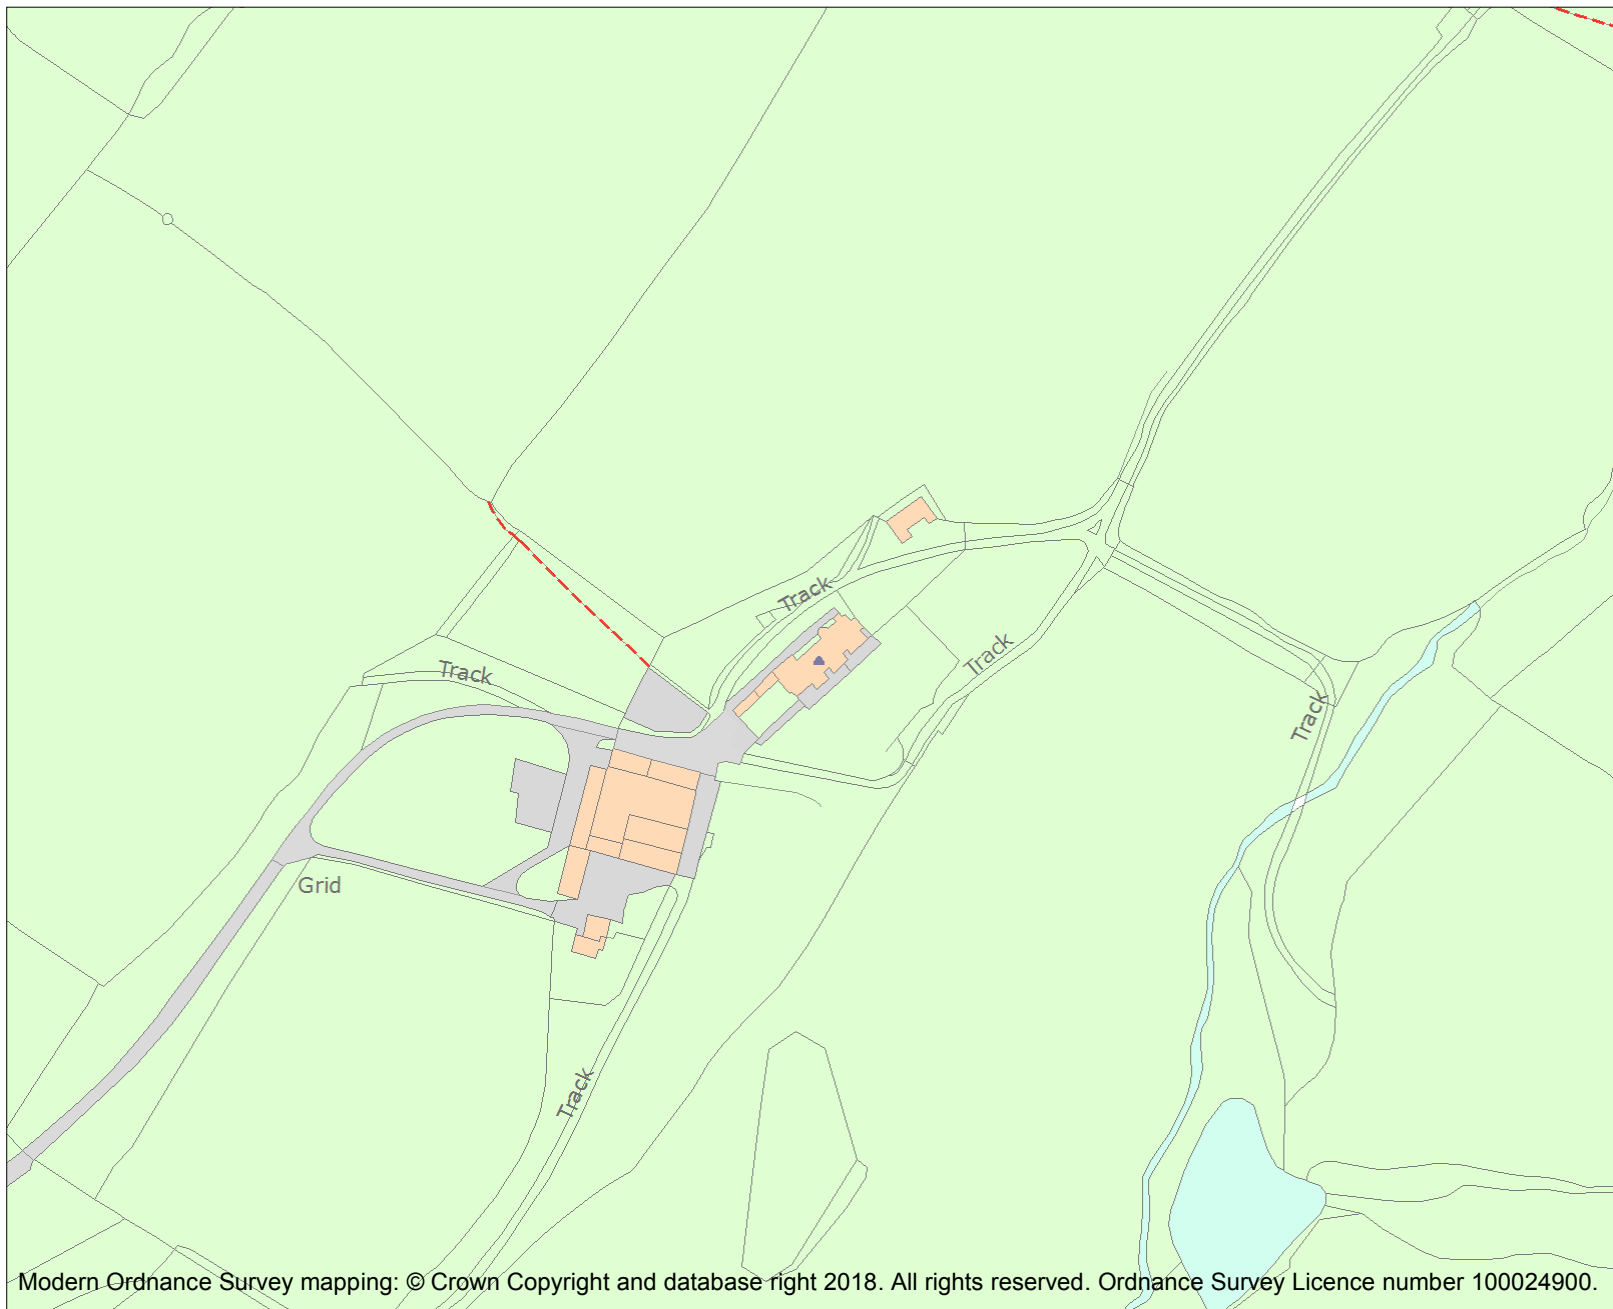 Track
Track
Track
Track
Grid
Track
Modern Ordnance Survey mapping: © Crown Copyright and database right 2018. All rights reserved. Ordnance Survey Licence number 100024900.